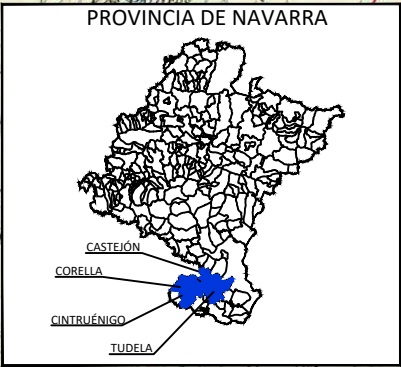 PROVINCIA DE NAVARRA
CASTEJÓN
CORELLA
CINTRUÉNIGO
TUDELA